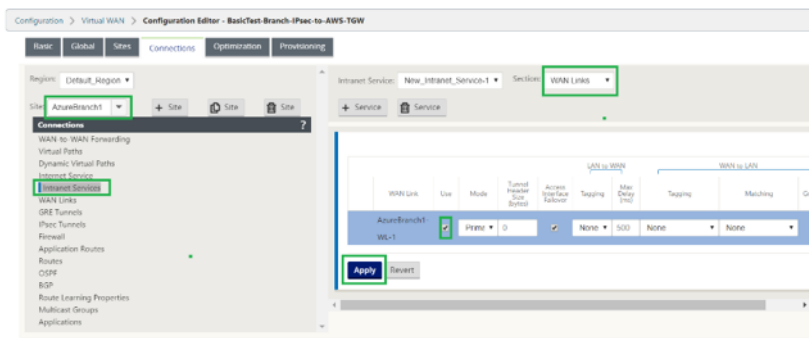 Configuration > Virtual WAN > Configuration Editor - BasicTest-Branch-IPsec-to-AWS-TGW
Basic Global Sites Connections Optimization Provisioning
Region: Default_Region
Intranet Service: New_Intranet_Service-1 Section: WAN Links
Site: AzureBranch1 + Site Site Site
+ Service Service
Connections ?
WAN-to-WAN Forwarding
Virtual Paths
Dynamic Virtual Paths
Internet Service
Intranet Services
WAN Links
GRE Tunnels
IPsec Tunnels
Firewall
Application Routes
Routes
OSPF
BGP
Route Learning Properties
Multicast Groups
Applications
LAN to WAN WAN to LAN
WAN Link Use Mode Tunnel Header Size (bytes) Access Interface Failover Tagging Max Delay (ms) Tagging Matching
AzureBranch1-WL-1 Prime 0 None 500 None None
Apply Revert